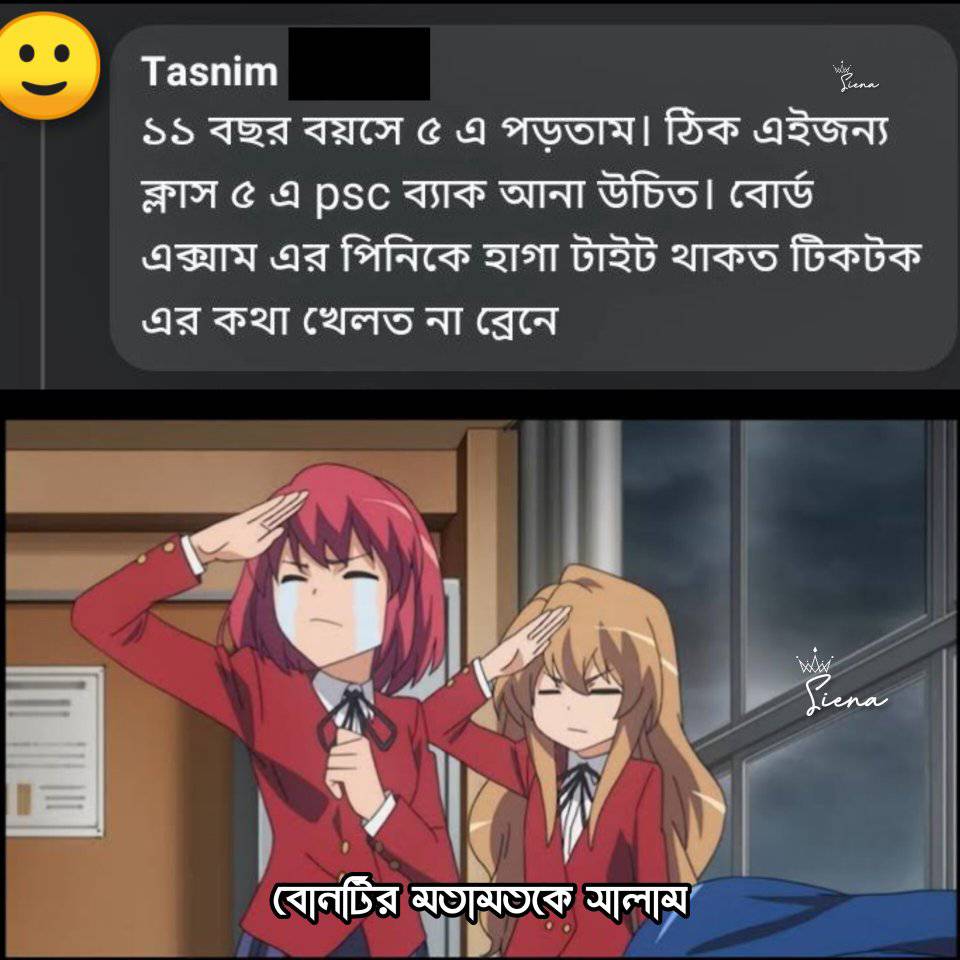 Tasnim
Siena
১১ বছর বয়সে ৫ এ পড়তাম। ঠিক এইজন্য
ক্লাস ৫ এ psc ব্যাক আনা উচিত। বোর্ড
এক্সাম এর পিনিকে হাগা টাইট থাকত টিকটক
এর কথা খেলত না ব্রেনে
Siena
বোনটির মতামতকে সালাম